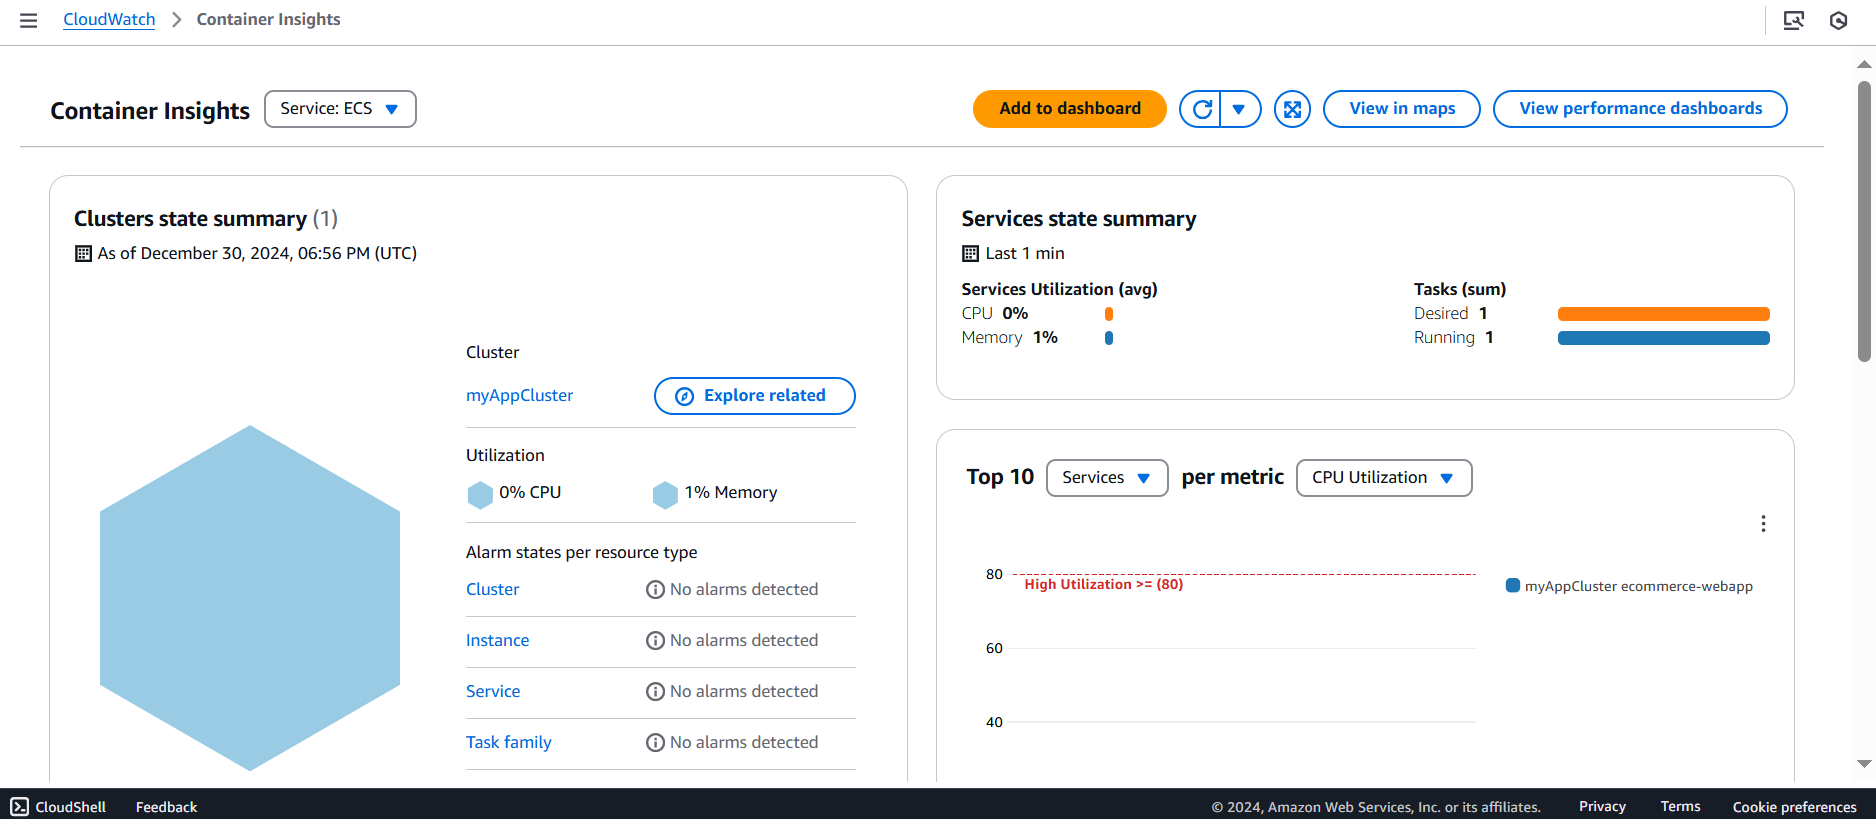 CloudWatch > Container Insights
Container Insights
Service: ECS
Add to dashboard
View in maps
View performance dashboards
Clusters state summary (1)
As of December 30, 2024, 06:56 PM (UTC)
Cluster
myAppCluster
Explore related
Utilization
0% CPU
1% Memory
Alarm states per resource type
Cluster
No alarms detected
Instance
No alarms detected
Service
No alarms detected
Task family
No alarms detected
Services state summary
Last 1 min
Services Utilization (avg)
CPU 0%
Memory 1%
Tasks (sum)
Desired 1
Running 1
Top 10 Services per metric CPU Utilization
80
High Utilization >= (80)
60
40
myAppCluster ecommerce-webapp
CloudShell
Feedback
© 2024, Amazon Web Services, Inc. or its affiliates.
Privacy
Terms
Cookie preferences